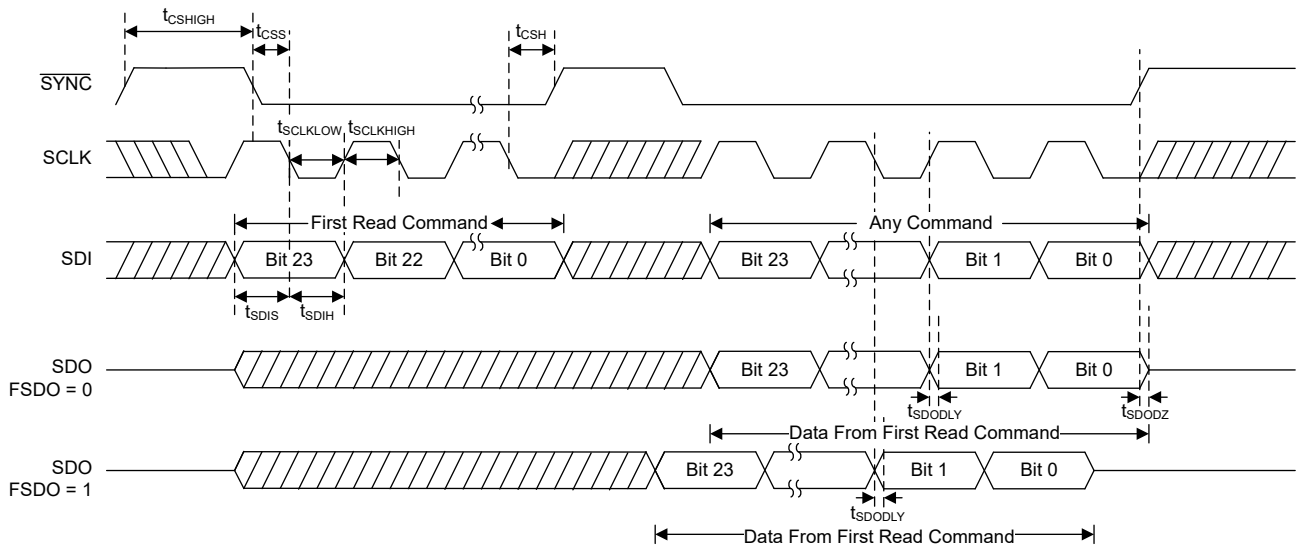 tCSHIGH
tCSS
tCSH
SYNC
tSCLKLOW tSCLKHIGH
SCLK
First Read Command
Any Command
SDI
Bit 23
Bit 22
Bit 0
Bit 23
Bit 1
Bit 0
tSDIS
tSDIH
SDO
FSDO = 0
Bit 23
Bit 1
Bit 0
tSDODLY
tSDODZ
Data From First Read Command
SDO
FSDO = 1
Bit 23
Bit 1
Bit 0
tSDODLY
Data From First Read Command